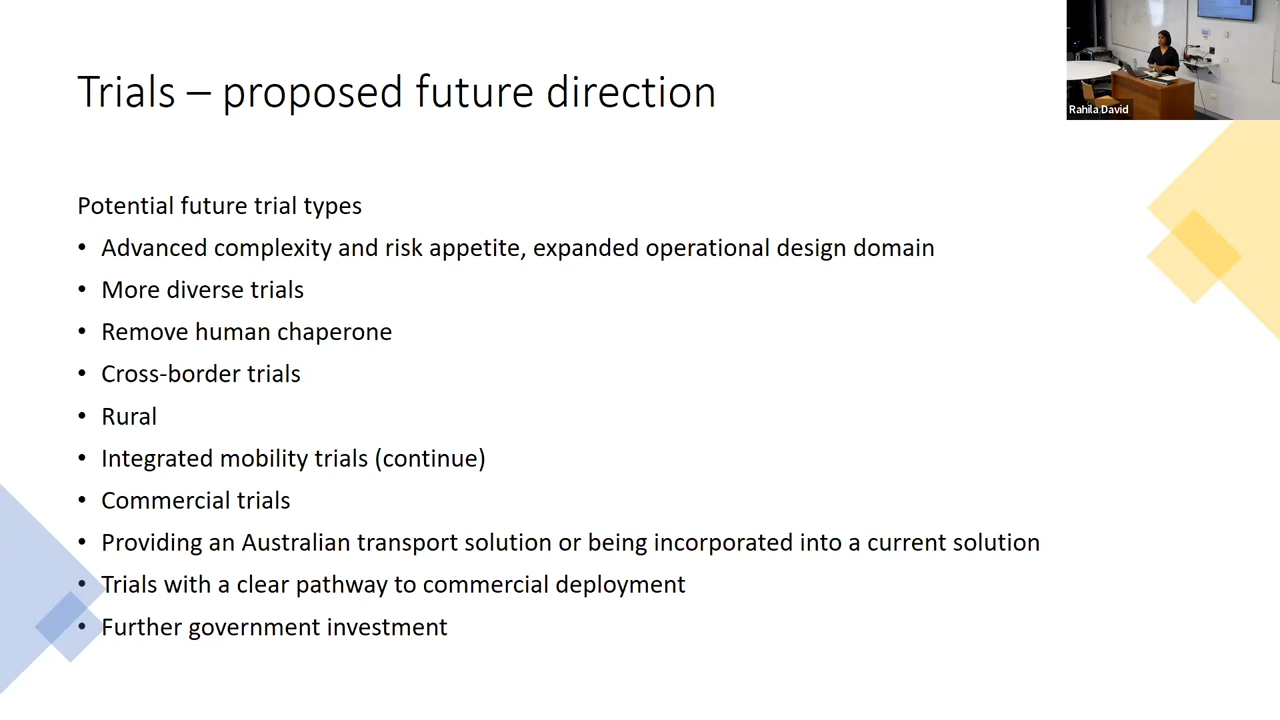 Trials – proposed future direction
Rahila David
Potential future trial types
• Advanced complexity and risk appetite, expanded operational design domain
• More diverse trials
• Remove human chaperone
• Cross-border trials
• Rural
• Integrated mobility trials (continue)
• Commercial trials
• Providing an Australian transport solution or being incorporated into a current solution
• Trials with a clear pathway to commercial deployment
• Further government investment